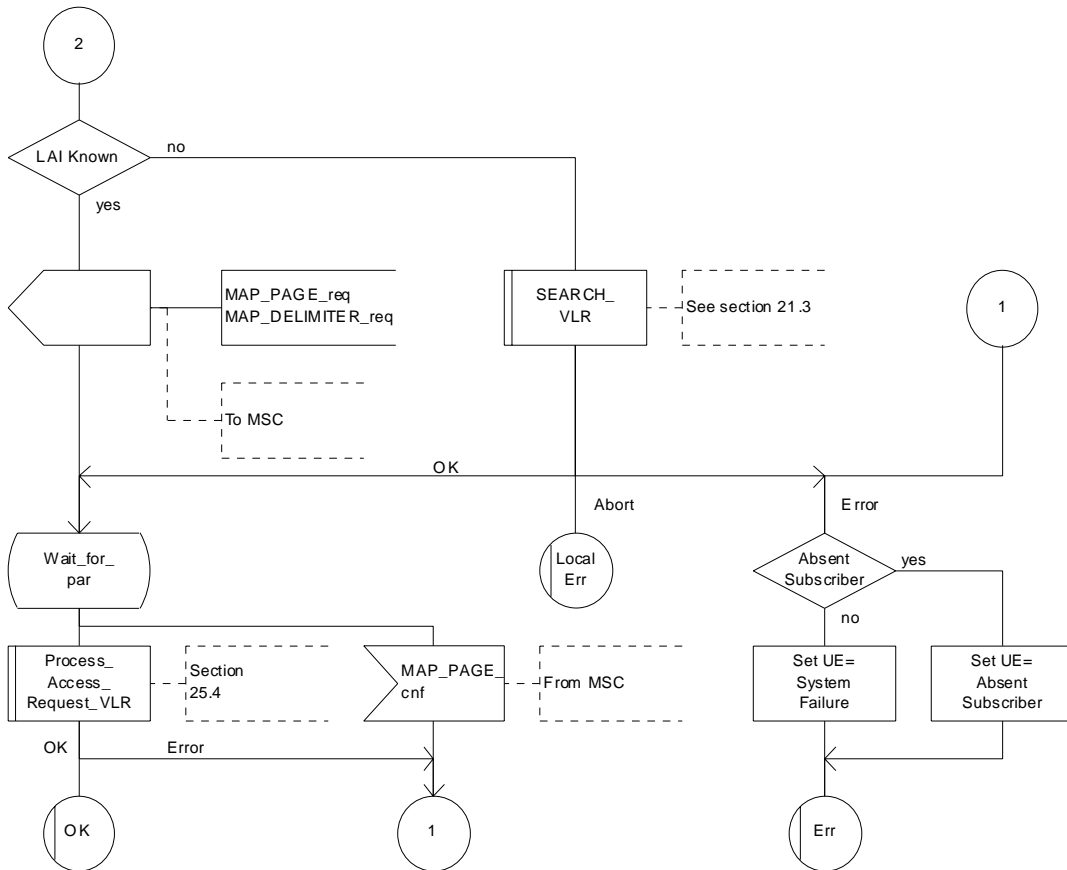 2
LAI Known
no
yes
MAP_PAGE_req
MAP_DELIMITER_req
SEARCH_
VLR
See section 21.3
1
To MSC
OK
Abort
Error
Wait_for_
par
Local
Err
Absent
Subscriber
yes
no
Process_
Access_
Request_VLR
Section
25.4
MAP_PAGE_
cnf
From MSC
Set UE=
System
Failure
Set UE=
Absent
Subscriber
OK
Error
OK
1
Err